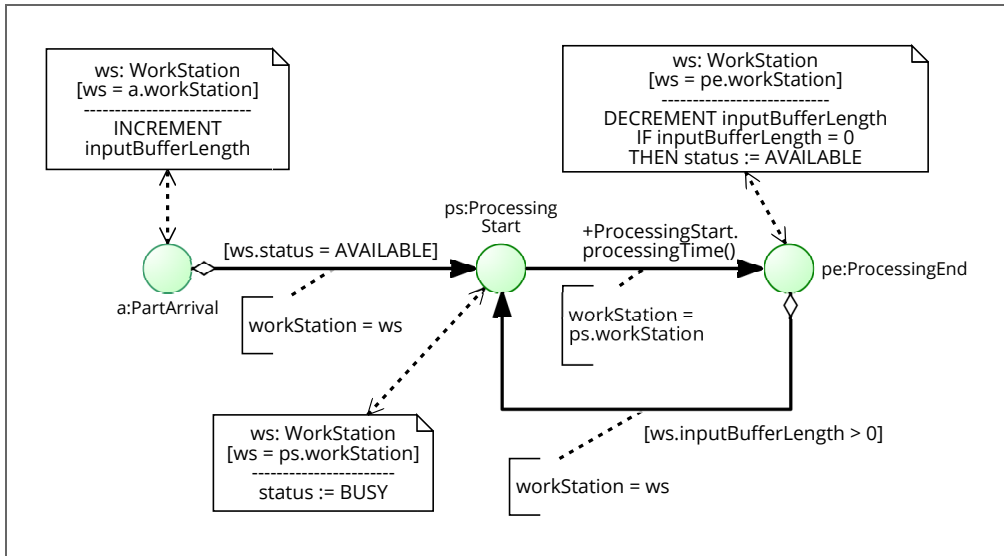 ws: WorkStation
[ws = a.workStation]
---------------------------
INCREMENT
inputBufferLength
ws: WorkStation
[ws = pe.workStation]
---------------------------
DECREMENT inputBufferLength
IF inputBufferLength = 0
THEN status := AVAILABLE
ps:Processing
Start
[ws.status = AVAILABLE]
+ProcessingStart.
processingTime()
a:PartArrival
pe:ProcessingEnd
workStation = ws
workStation =
ps.workStation
ws: WorkStation
[ws = ps.workStation]
-----------------------
status := BUSY
[ws.inputBufferLength > 0]
workStation = ws